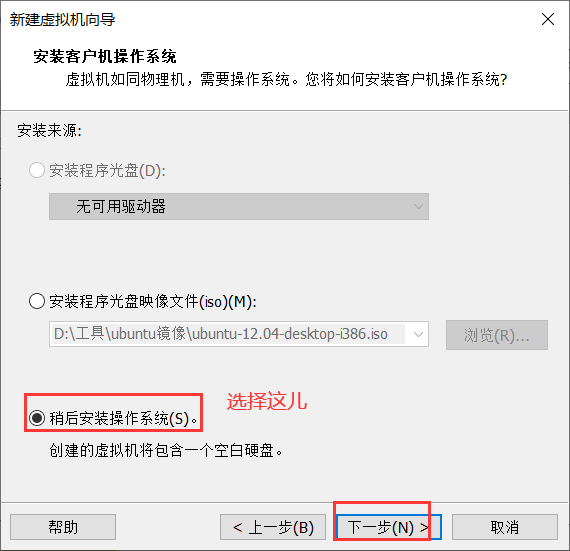 新建虚拟机向导
安装客户机操作系统
虚拟机如同物理机，需要操作系统。您将如何安装客户机操作系统?
安装来源:
安装程序光盘(D):
无可用驱动器
安装程序光盘映像文件(iso)(M):
D:\工具\ubuntu镜像\ubuntu-12.04-desktop-i386.iso
浏览(R)...
稍后安装操作系统(S)。
选择这儿
创建的虚拟机将包含一个空白硬盘。
帮助
< 上一步(B)
下一步(N) >
取消